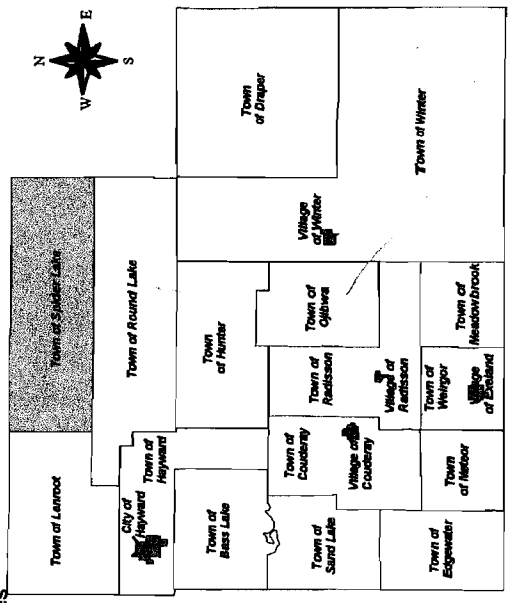 N
E
W
S
Town of Lenroot
Town of Spider Lake
Town of Round Lake
City of
Hayward
Town of
Hayward
Town of
Bass Lake
Town of
Hunter
Town
of Draper
Village
of Winter
Town of Winter
Town of
Sand Lake
Town of
Couderay
Village of
Couderay
Town of
Radisson
Village of
Radisson
Town of
Ojibwa
Town of
Edgewater
Town of
Meteor
Town of
Weirgor
Village
of Exeland
Town of
Meadowbrook